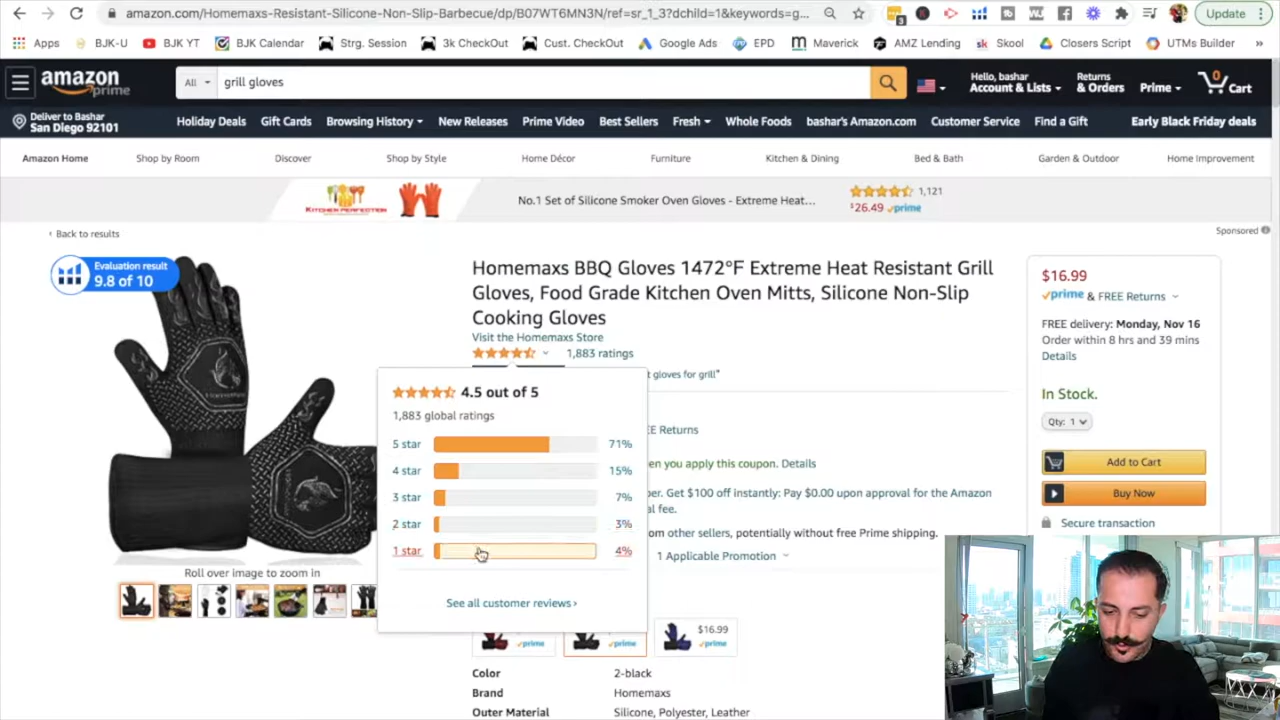 amazon.com/Homemaxs-Resistant-Silicone-Non-Slip-Barbecue/dp/B07WT6MN3N/ref=sr_1_3?dchild=1&keywords=g...
Update
3
Apps
BJK-U
BJK YT
BJK Calendar
Strg. Session
3k CheckOut
Cust. CheckOut
Google Ads
EPD
Maverick
AMZ Lending
sk Skool
Closers Script
UTMs Builder
»
amazon prime
All
grill gloves
Hello, bashar
Account & Lists
Returns
& Orders
Prime
0
Cart
Deliver to Bashar
San Diego 92101
Holiday Deals
Gift Cards
Browsing History
New Releases
Prime Video
Best Sellers
Fresh
Whole Foods
bashar's Amazon.com
Customer Service
Find a Gift
Early Black Friday deals
Amazon Home
Shop by Room
Discover
Shop by Style
Home Décor
Furniture
Kitchen & Dining
Bed & Bath
Garden & Outdoor
Home Improvement
KITCHEN PERFECTION
No.1 Set of Silicone Smoker Oven Gloves - Extreme Heat...
1,121
$26.49 prime
‹ Back to results
Sponsored
Evaluation result
9.8 of 10
Homemaxs BBQ Gloves 1472°F Extreme Heat Resistant Grill
Gloves, Food Grade Kitchen Oven Mitts, Silicone Non-Slip
Cooking Gloves
Visit the Homemaxs Store
1,883 ratings
t gloves for grill"
4.5 out of 5
1,883 global ratings
5 star 71%
4 star 15%
3 star 7%
2 star 3%
1 star 4%
See all customer reviews ›
EE Returns
en you apply this coupon. Details
per. Get $100 off instantly: Pay $0.00 upon approval for the Amazon
al fee.
om other sellers, potentially without free Prime shipping.
1 Applicable Promotion
Roll over image to zoom in
prime
prime
$16.99
prime
Color 2-black
Brand Homemaxs
Outer Material Silicone, Polyester, Leather
$16.99
prime & FREE Returns
FREE delivery: Monday, Nov 16
Order within 8 hrs and 39 mins
Details
In Stock.
Qty: 1
Add to Cart
Buy Now
Secure transaction